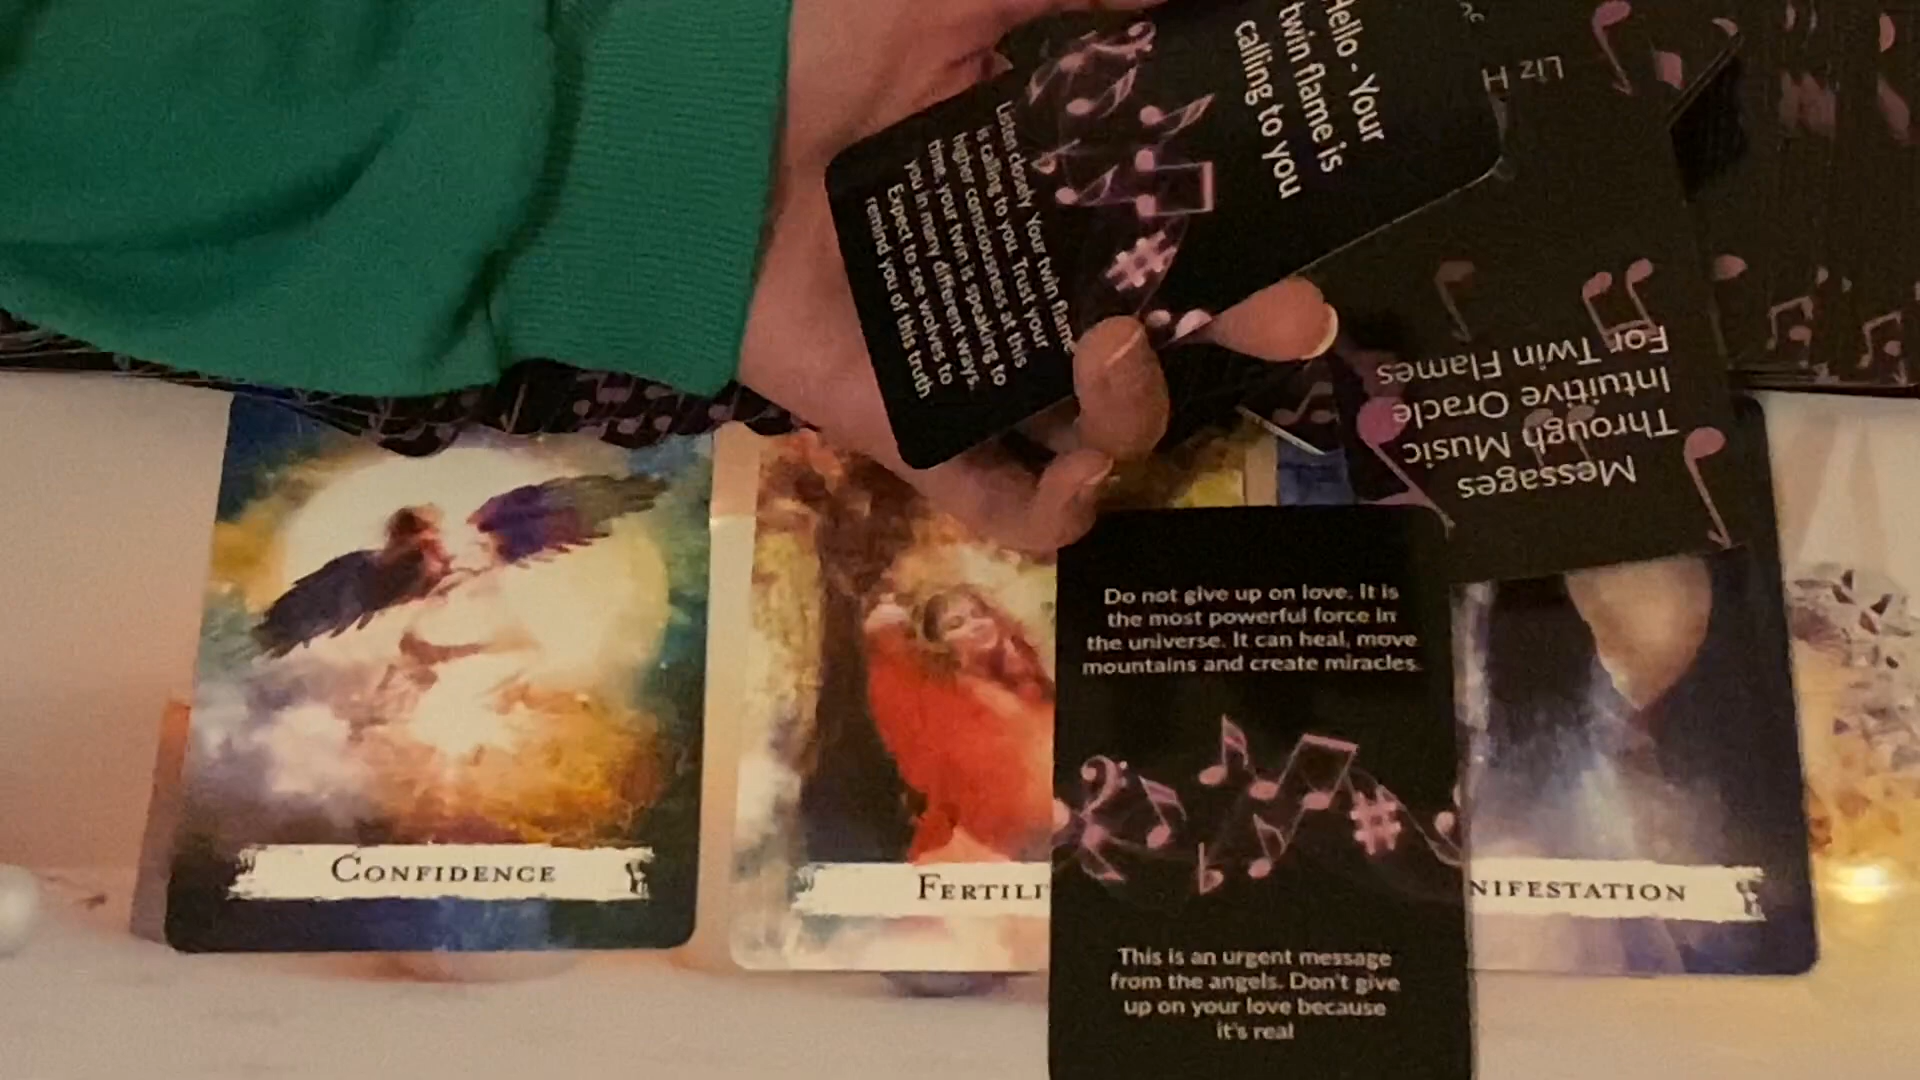 Hello - Your
twin flame is
calling to you
Listen closely. Your twin flame
is calling to you. Trust your
higher consciousness at this
time, your twin is speaking to
you in many different ways.
Expect to see wolves to
remind you of this truth
Liz H
Messages
Through Music
Intuitive Oracle
For Twin Flames
Do not give up on love. It is
the most powerful force in
the universe. It can heal, move
mountains and create miracles.
This is an urgent message
from the angels. Don't give
up on your love because
it's real
CONFIDENCE
FERTILI
NIFESTATION